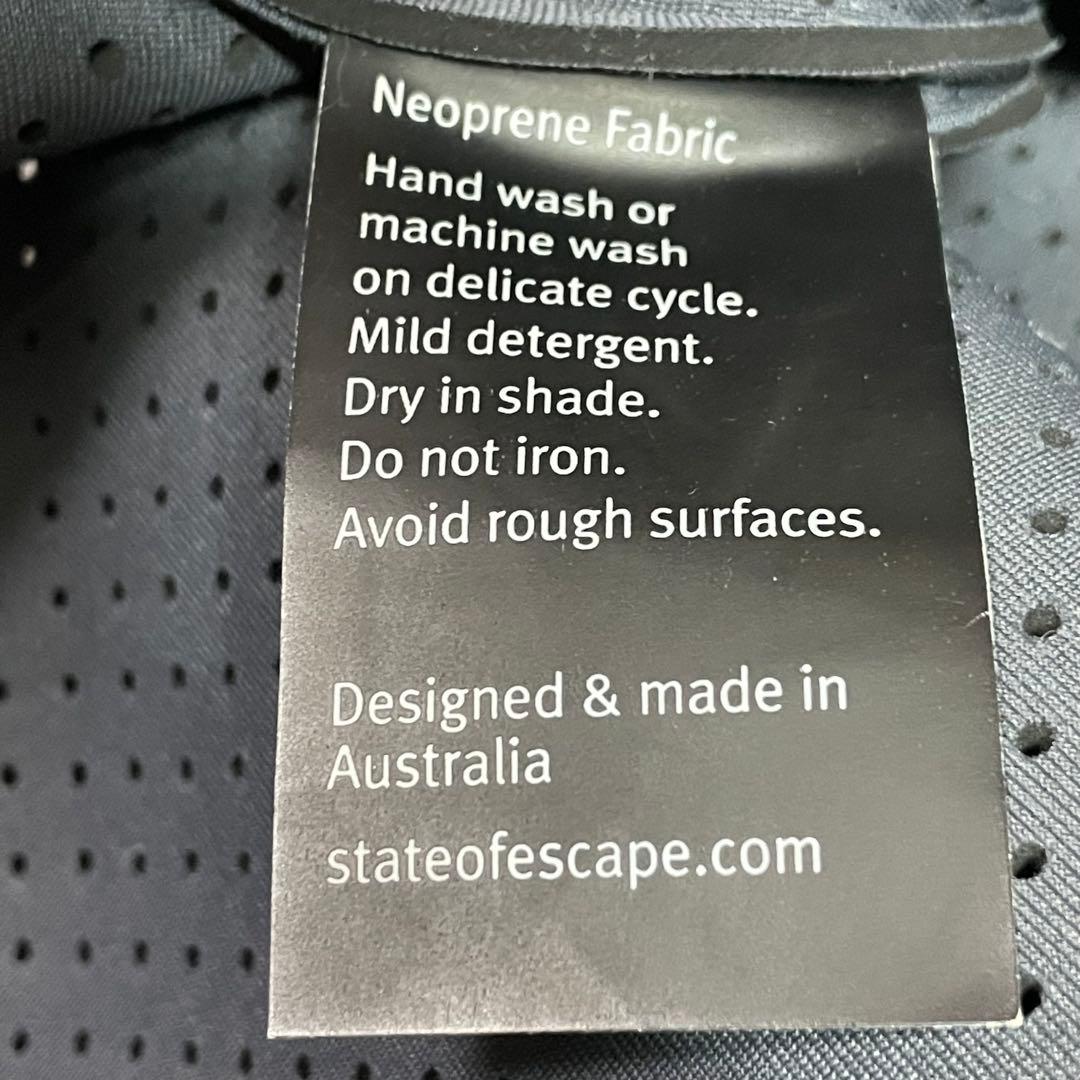 Neoprene Fabric
Hand wash or
machine wash
on delicate cycle.
Mild detergent.
Dry in shade.
Do not iron.
Avoid rough surfaces.
Designed & made in
Australia
stateofescape.com